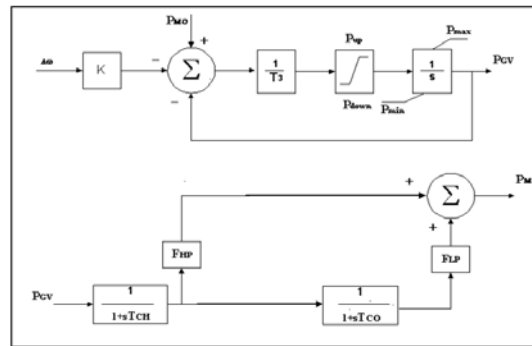 PMO
+
Pup
Pmax
Δω
K
−
Σ
1
T3
1
s
PGV
−
Pdown
Pmin
+
Σ
PM
+
FHP
FLP
PGV
1
1+sTCH
1
1+sTCO